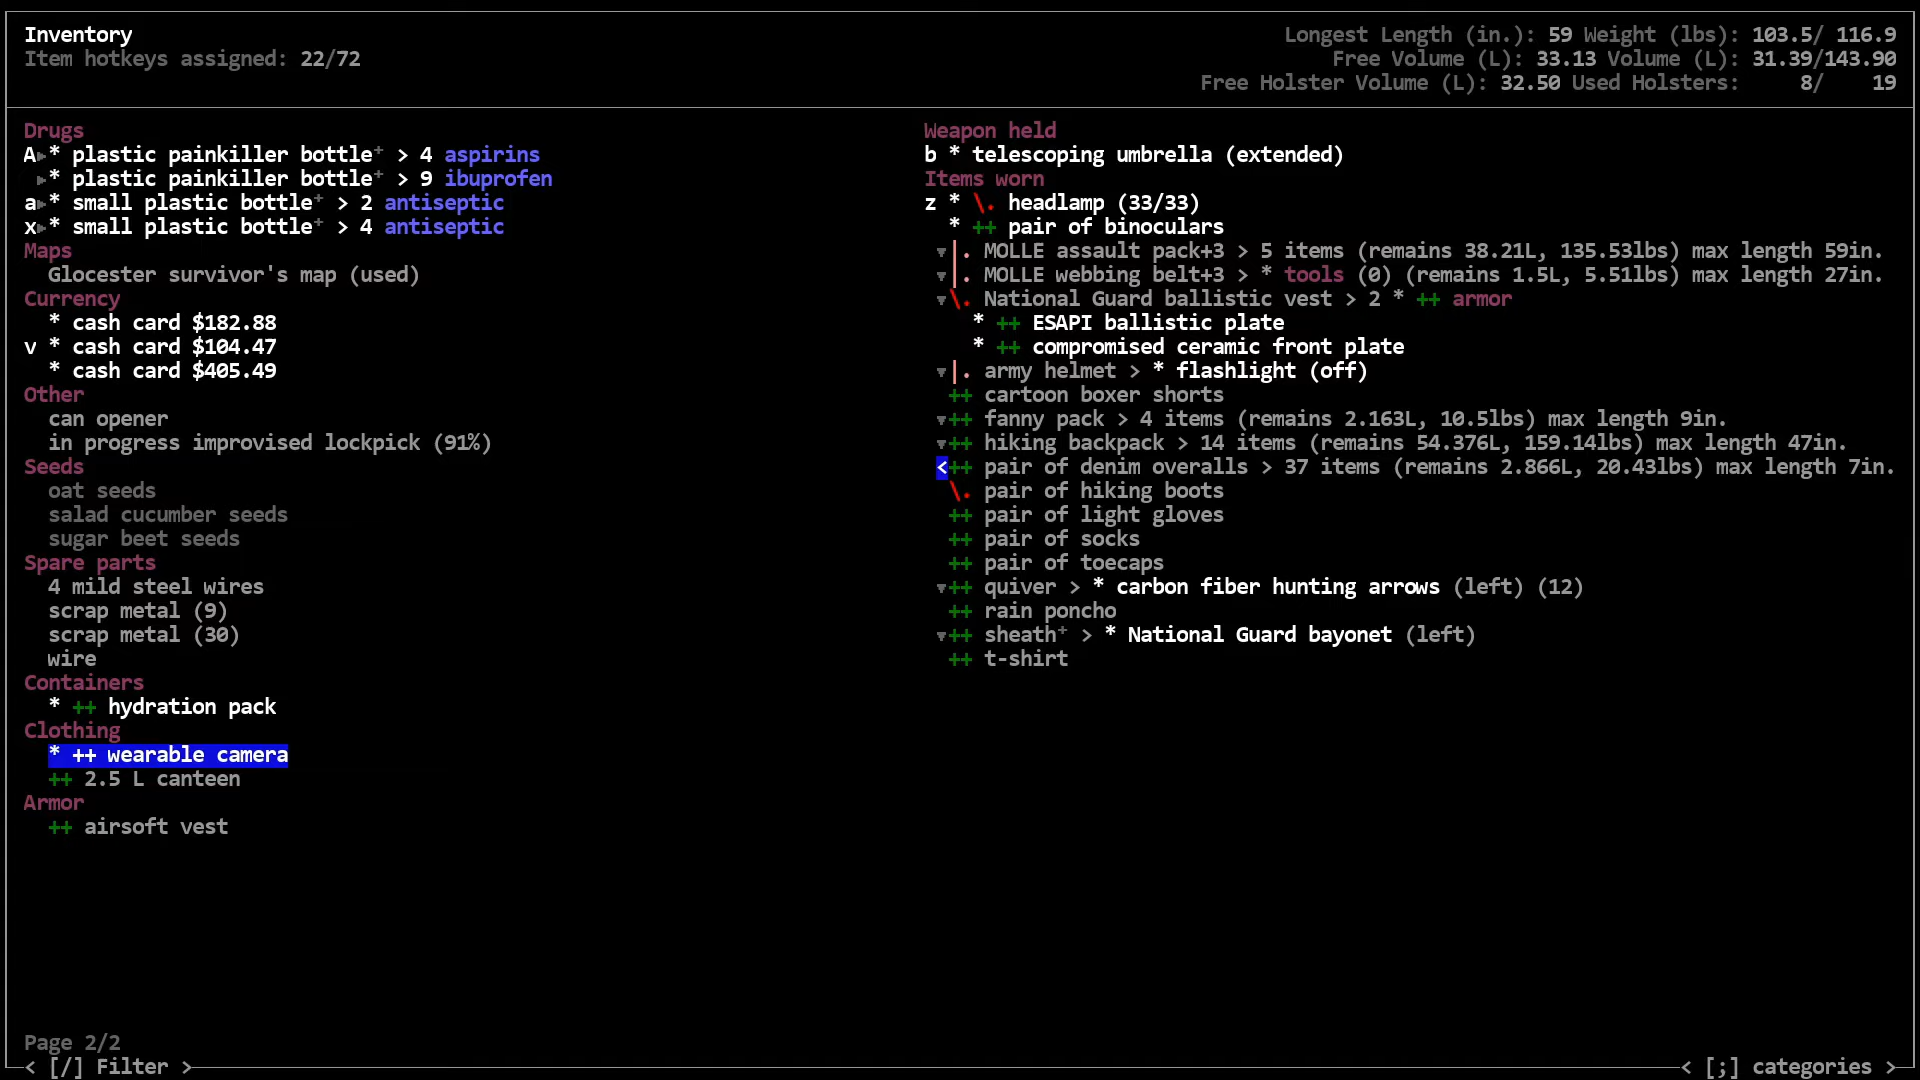 Inventory
Item hotkeys assigned: 22/72
Longest Length (in.): 59 Weight (lbs): 103.5/ 116.9
Free Volume (L): 33.13 Volume (L): 31.39/143.90
Free Holster Volume (L): 32.50 Used Holsters: 8/ 19
Drugs
A * plastic painkiller bottle+ > 4 aspirins
* plastic painkiller bottle+ > 9 ibuprofen
a * small plastic bottle+ > 2 antiseptic
x * small plastic bottle+ > 4 antiseptic
Maps
Glocester survivor's map (used)
Currency
* cash card $182.88
v * cash card $104.47
* cash card $405.49
Other
can opener
in progress improvised lockpick (91%)
Seeds
oat seeds
salad cucumber seeds
sugar beet seeds
Spare parts
4 mild steel wires
scrap metal (9)
scrap metal (30)
wire
Containers
* ++ hydration pack
Clothing
* ++ wearable camera
++ 2.5 L canteen
Armor
++ airsoft vest
Weapon held
b * telescoping umbrella (extended)
Items worn
z * \. headlamp (33/33)
* ++ pair of binoculars
|. MOLLE assault pack+3 > 5 items (remains 38.21L, 135.53lbs) max length 59in.
|. MOLLE webbing belt+3 > * tools (0) (remains 1.5L, 5.51lbs) max length 27in.
\. National Guard ballistic vest > 2 * ++ armor
* ++ ESAPI ballistic plate
* ++ compromised ceramic front plate
|. army helmet > * flashlight (off)
++ cartoon boxer shorts
++ fanny pack > 4 items (remains 2.163L, 10.5lbs) max length 9in.
++ hiking backpack > 14 items (remains 54.376L, 159.14lbs) max length 47in.
<++ pair of denim overalls > 37 items (remains 2.866L, 20.43lbs) max length 7in.
\. pair of hiking boots
++ pair of light gloves
++ pair of socks
++ pair of toecaps
++ quiver > * carbon fiber hunting arrows (left) (12)
++ rain poncho
++ sheath+ > * National Guard bayonet (left)
++ t-shirt
Page 2/2
< [/] Filter >
< [;] categories >